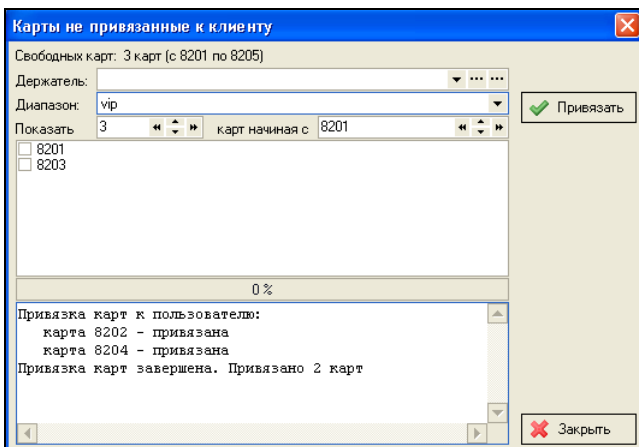 Карты не привязанные к клиенту
Свободных карт: 3 карт (с 8201 по 8205)
Держатель:
Диапазон: vip
Показать 3 карт начиная с 8201
Привязать
8201
8203
0 %
Привязка карт к пользователю:
карта 8202 - привязана
карта 8204 - привязана
Привязка карт завершена. Привязано 2 карт
Закрыть